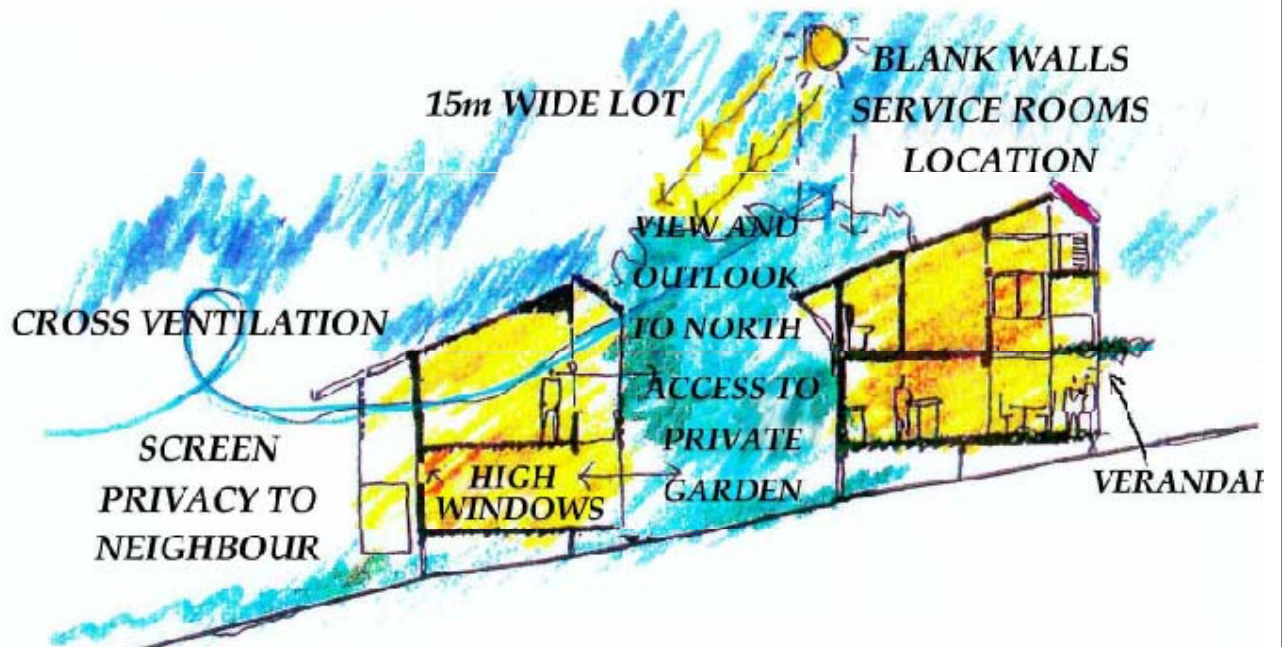 15m WIDE LOT
BLANK WALLS
SERVICE ROOMS
LOCATION
VIEW AND
OUTLOOK
TO NORTH
CROSS VENTILATION
ACCESS TO
PRIVATE
GARDEN
SCREEN
PRIVACY TO
NEIGHBOUR
HIGH
WINDOWS
VERANDAH